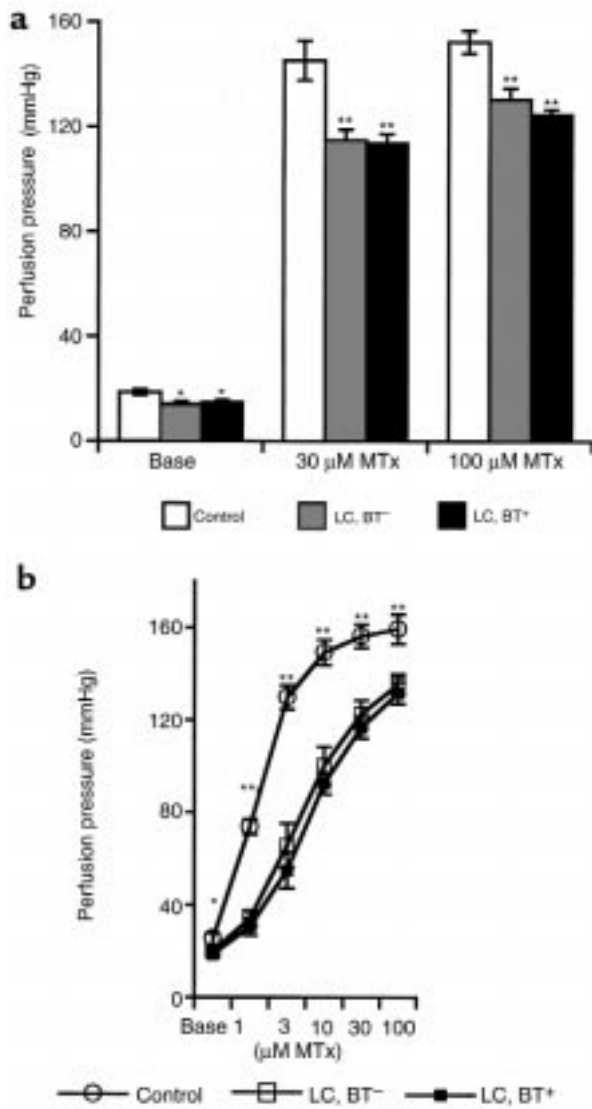 a
160
120
80
40
0
Perfusion pressure (mmHg)
** ** ** **
* *
Base 30 µM MTx 100 µM MTx
Control LC, BT⁻ LC, BT⁺
b
160
120
80
40
0
Perfusion pressure (mmHg)
* ** ** ** ** **
Base 1 3 10 30 100
(µM MTx)
Control LC, BT⁻ LC, BT⁺